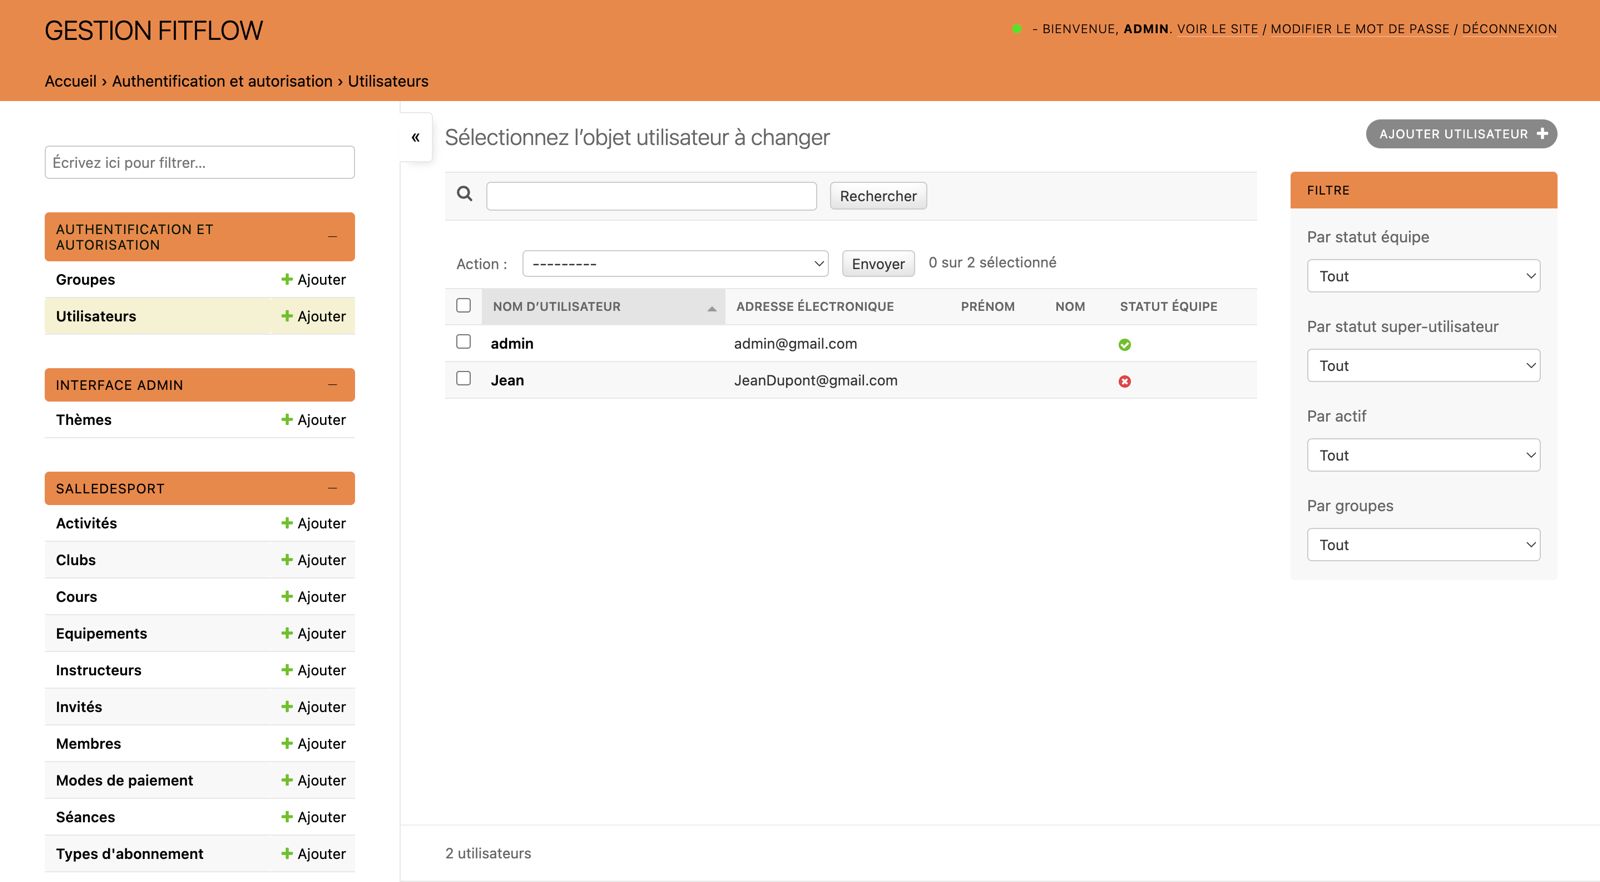 GESTION FITFLOW
- BIENVENUE, ADMIN. VOIR LE SITE / MODIFIER LE MOT DE PASSE / DÉCONNEXION
Accueil › Authentification et autorisation › Utilisateurs
Écrivez ici pour filtrer...
AUTHENTIFICATION ET
AUTORISATION
Groupes + Ajouter
Utilisateurs + Ajouter
INTERFACE ADMIN
Thèmes + Ajouter
SALLEDESPORT
Activités + Ajouter
Clubs + Ajouter
Cours + Ajouter
Equipements + Ajouter
Instructeurs + Ajouter
Invités + Ajouter
Membres + Ajouter
Modes de paiement + Ajouter
Séances + Ajouter
Types d'abonnement + Ajouter
«
Sélectionnez l’objet utilisateur à changer
AJOUTER UTILISATEUR +
Rechercher
Action : --------- Envoyer 0 sur 2 sélectionné
NOM D’UTILISATEUR ADRESSE ÉLECTRONIQUE PRÉNOM NOM STATUT ÉQUIPE
admin admin@gmail.com
Jean JeanDupont@gmail.com
2 utilisateurs
FILTRE
Par statut équipe
Tout
Par statut super-utilisateur
Tout
Par actif
Tout
Par groupes
Tout